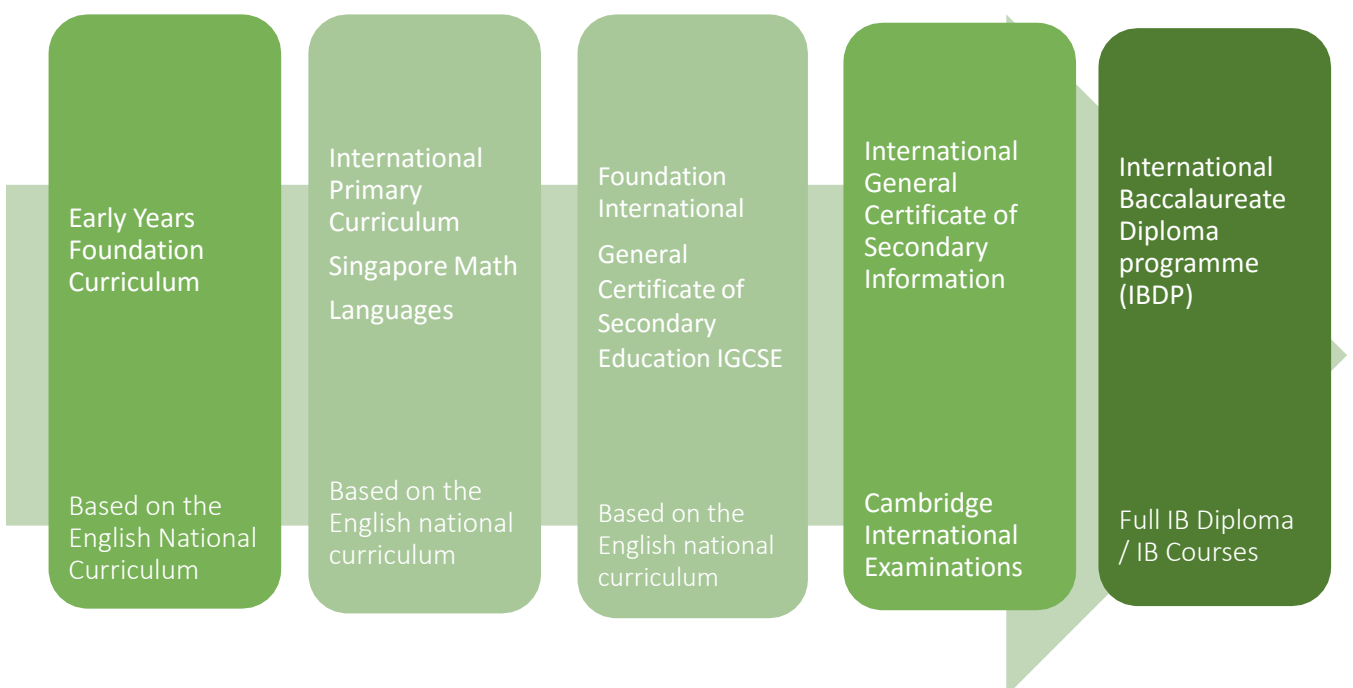 Early Years
Foundation
Curriculum
Based on the
English National
Curriculum
International
Primary
Curriculum
Singapore Math
Languages
Based on the
English national
curriculum
Foundation
International
General
Certificate of
Secondary
Education IGCSE
Based on the
English national
curriculum
International
General
Certificate of
Secondary
Information
Cambridge
International
Examinations
International
Baccalaureate
Diploma
programme
(IBDP)
Full IB Diploma
/ IB Courses